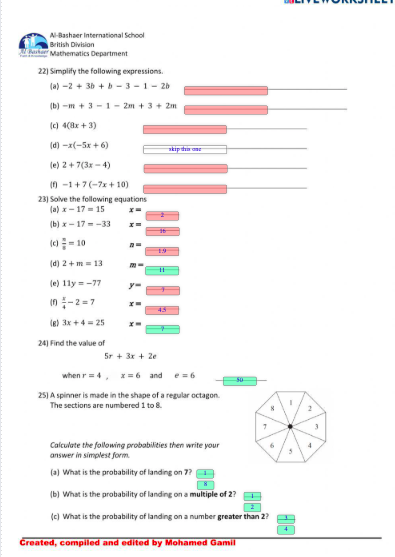 LIVEWORKSHEETS
Al-Bashaer International School
British Division
Mathematics Department
22) Simplify the following expressions.
(a) −2 + 3b + b − 3 − 1 − 2b
(b) −m + 3 − 1 − 2m + 3 + 2m
(c) 4(8x + 3)
(d) −x(−5x + 6) skip this one
(e) 2 + 7(3x − 4)
(f) −1 + 7 (−7x + 10)
23) Solve the following equations
(a) x − 17 = 15 x = 2
(b) x − 17 = −33 x = 16
(c) n/8 = 10 n = 1.9
(d) 2 + m = 13 m = 11
(e) 11y = −77 y = 7
(f) x/4 − 2 = 7 x = 4.5
(g) 3x + 4 = 25 x = 7
24) Find the value of
5r + 3x + 2e
when r = 4 , x = 6 and e = 6 50
25) A spinner is made in the shape of a regular octagon.
The sections are numbered 1 to 8.
1
8 2
7 3
6 4
5
Calculate the following probabilities then write your
answer in simplest form.
(a) What is the probability of landing on 7? 1
8
(b) What is the probability of landing on a multiple of 2? 1
2
(c) What is the probability of landing on a number greater than 2? 3
4
Created, compiled and edited by Mohamed Gamil